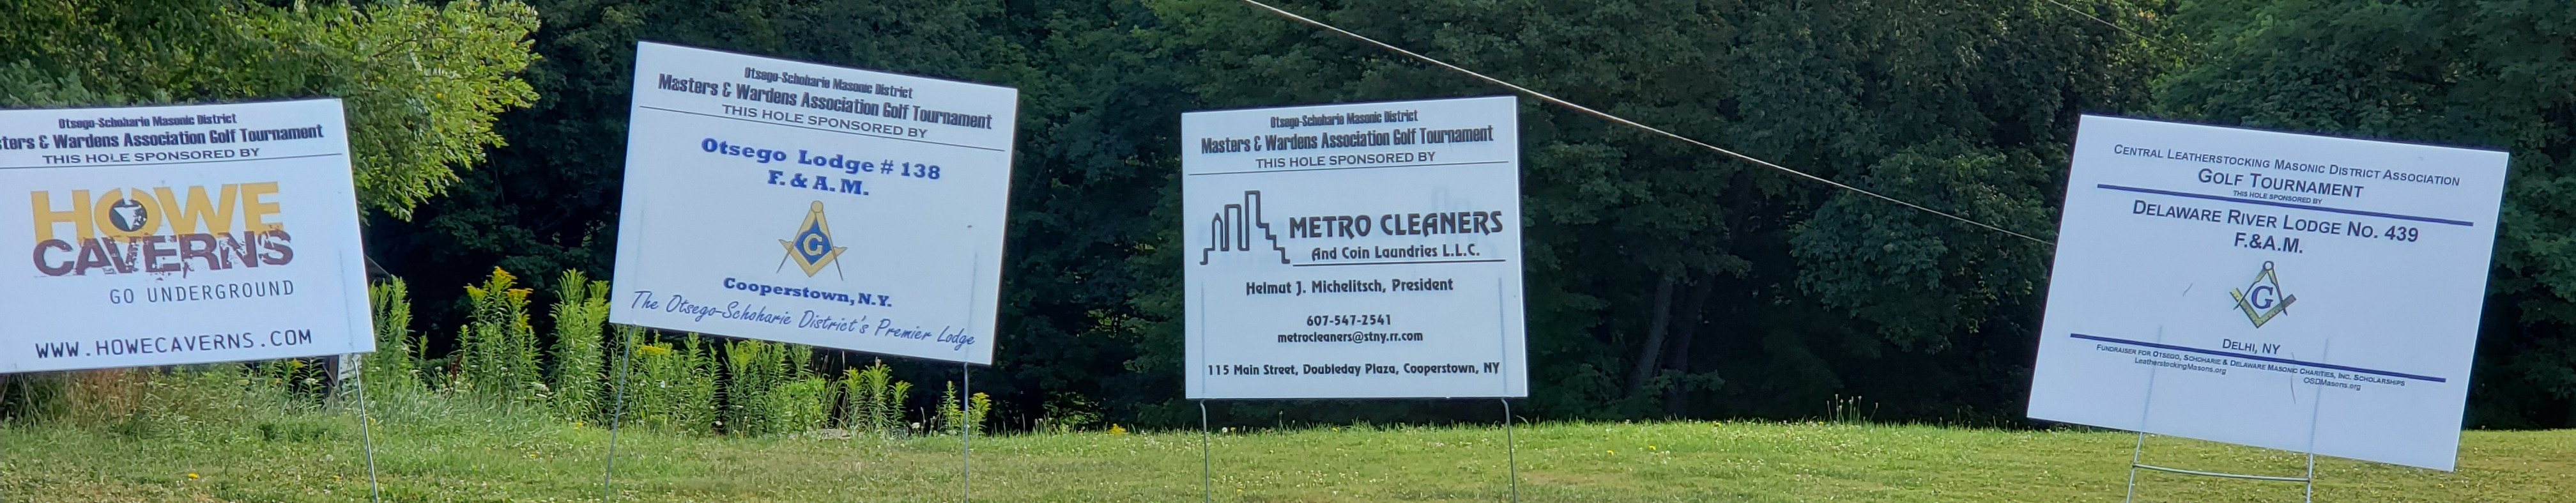 Otsego-Schoharie Masonic District
sters & Wardens Association Golf Tournament
THIS HOLE SPONSORED BY
HOWE
CAVERNS
GO UNDERGROUND
WWW.HOWECAVERNS.COM
Otsego-Schoharie Masonic District
Masters & Wardens Association Golf Tournament
THIS HOLE SPONSORED BY
Otsego Lodge # 138
F. & A. M.
G
Cooperstown, N.Y.
The Otsego-Schoharie District's Premier Lodge
Otsego-Schoharie Masonic District
Masters & Wardens Association Golf Tournament
THIS HOLE SPONSORED BY
METRO CLEANERS
And Coin Laundries L.L.C.
Helmut J. Michelitsch, President
607-547-2541
metrocleaners@stny.rr.com
115 Main Street, Doubleday Plaza, Cooperstown, NY
CENTRAL LEATHERSTOCKING MASONIC DISTRICT ASSOCIATION
GOLF TOURNAMENT
THIS HOLE SPONSORED BY
DELAWARE RIVER LODGE NO. 439
F.&A.M.
G
DELHI, NY
FUNDRAISER FOR OTSEGO, SCHOHARIE & DELAWARE MASONIC CHARITIES, INC. SCHOLARSHIPS
LeatherstockingMasons.org OSDMasons.org